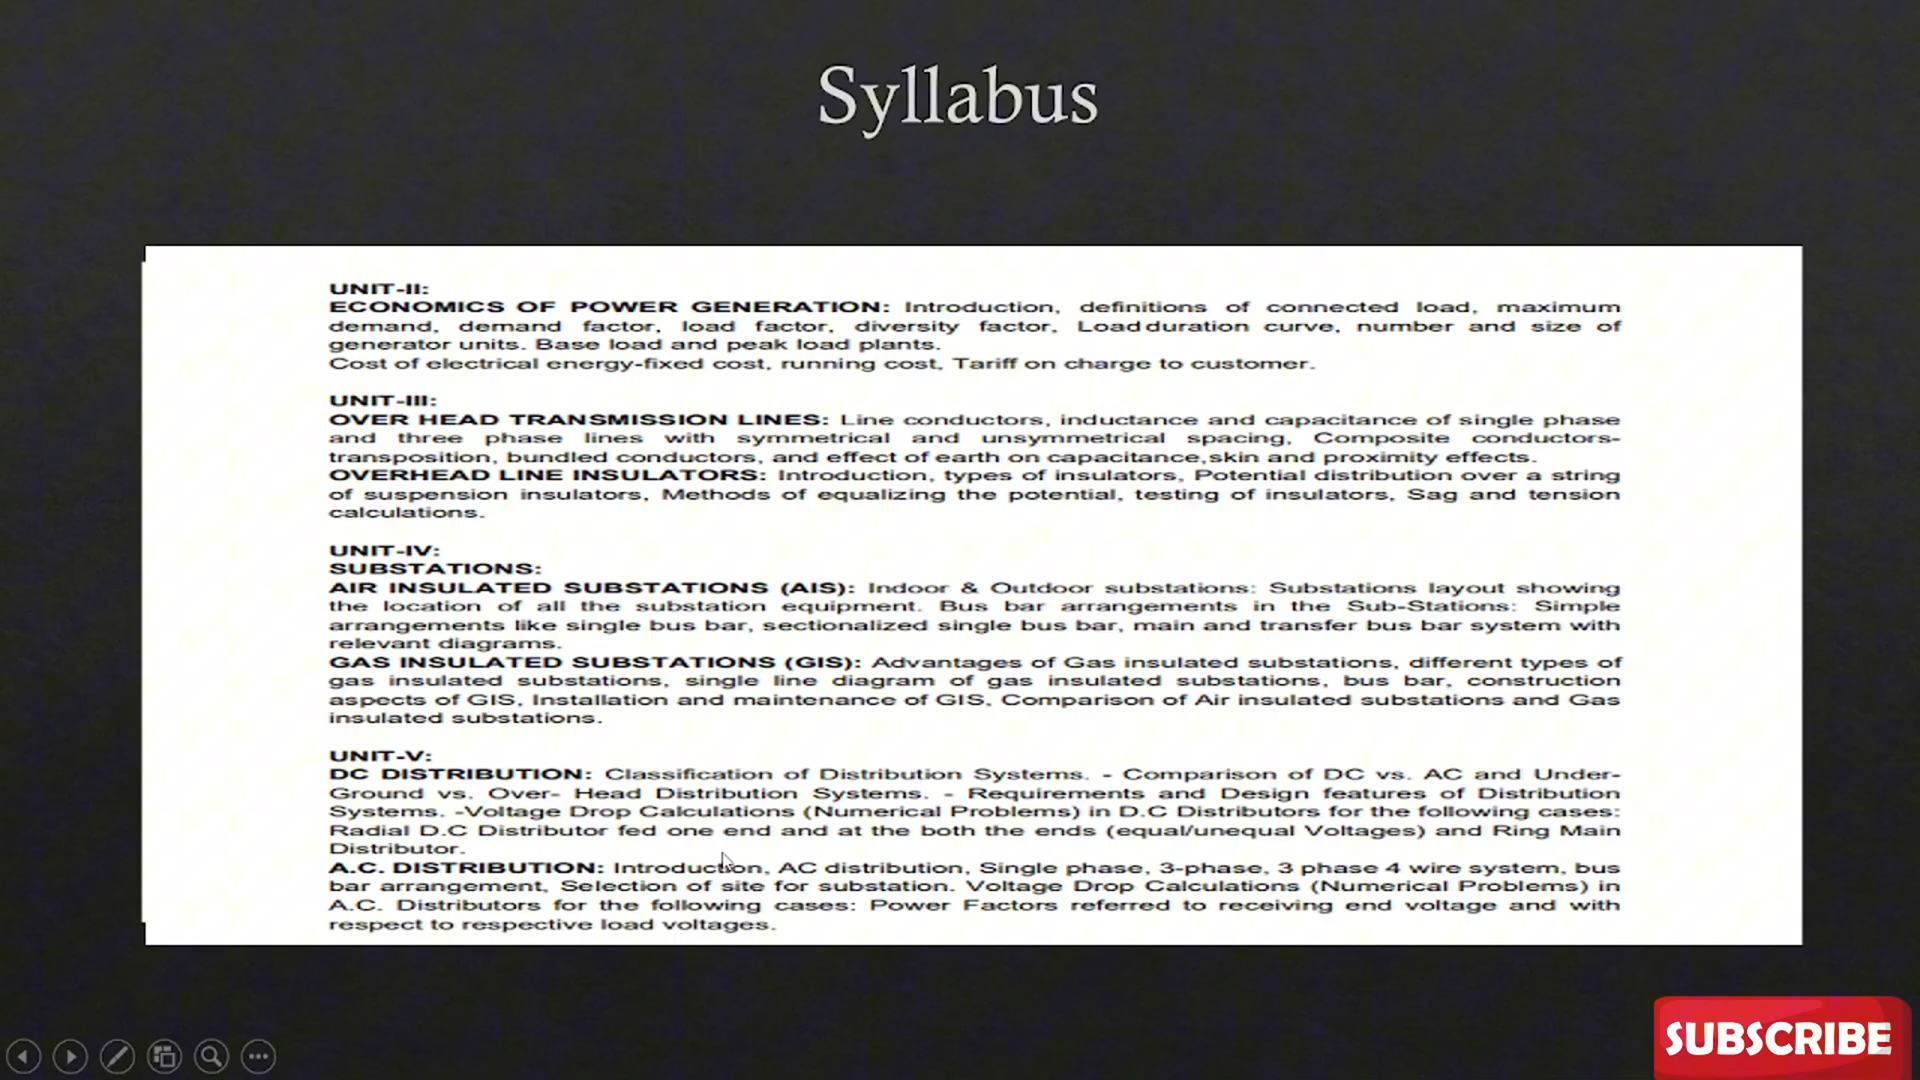 Syllabus
UNIT-II:
ECONOMICS OF POWER GENERATION: Introduction, definitions of connected load, maximum
demand, demand factor, load factor, diversity factor, Load duration curve, number and size of
generator units. Base load and peak load plants.
Cost of electrical energy-fixed cost, running cost, Tariff on charge to customer.
UNIT-III:
OVER HEAD TRANSMISSION LINES: Line conductors, inductance and capacitance of single phase
and three phase lines with symmetrical and unsymmetrical spacing, Composite conductors-
transposition, bundled conductors, and effect of earth on capacitance,skin and proximity effects.
OVERHEAD LINE INSULATORS: Introduction, types of insulators, Potential distribution over a string
of suspension insulators, Methods of equalizing the potential, testing of insulators, Sag and tension
calculations.
UNIT-IV:
SUBSTATIONS:
AIR INSULATED SUBSTATIONS (AIS): Indoor & Outdoor substations: Substations layout showing
the location of all the substation equipment. Bus bar arrangements in the Sub-Stations: Simple
arrangements like single bus bar, sectionalized single bus bar, main and transfer bus bar system with
relevant diagrams.
GAS INSULATED SUBSTATIONS (GIS): Advantages of Gas insulated substations, different types of
gas insulated substations, single line diagram of gas insulated substations, bus bar, construction
aspects of GIS, Installation and maintenance of GIS, Comparison of Air insulated substations and Gas
insulated substations.
UNIT-V:
DC DISTRIBUTION: Classification of Distribution Systems. - Comparison of DC vs. AC and Under-
Ground vs. Over- Head Distribution Systems. - Requirements and Design features of Distribution
Systems. -Voltage Drop Calculations (Numerical Problems) in D.C Distributors for the following cases:
Radial D.C Distributor fed one end and at the both the ends (equal/unequal Voltages) and Ring Main
Distributor.
A.C. DISTRIBUTION: Introduction, AC distribution, Single phase, 3-phase, 3 phase 4 wire system, bus
bar arrangement, Selection of site for substation. Voltage Drop Calculations (Numerical Problems) in
A.C. Distributors for the following cases: Power Factors referred to receiving end voltage and with
respect to respective load voltages.
SUBSCRIBE